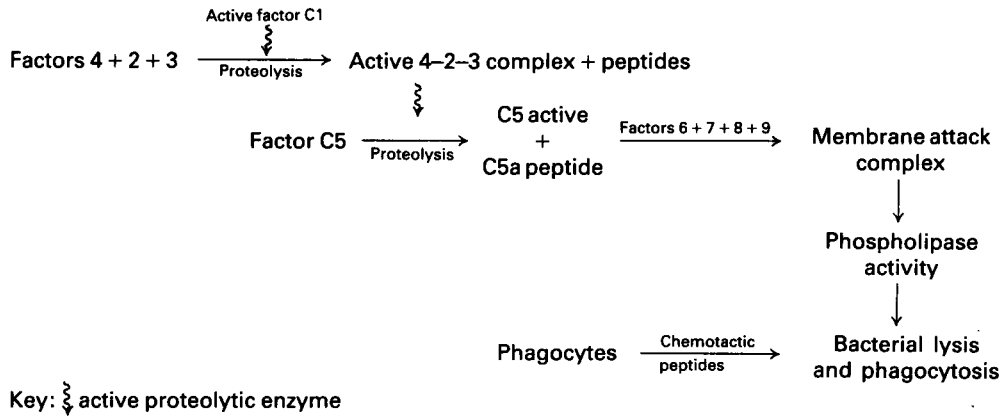 Active factor C1
Factors 4 + 2 + 3
Proteolysis
Active 4–2–3 complex + peptides
Factor C5
Proteolysis
C5 active
+
C5a peptide
Factors 6 + 7 + 8 + 9
Membrane attack
complex
Phospholipase
activity
Phagocytes
Chemotactic
peptides
Bacterial lysis
and phagocytosis
Key: active proteolytic enzyme